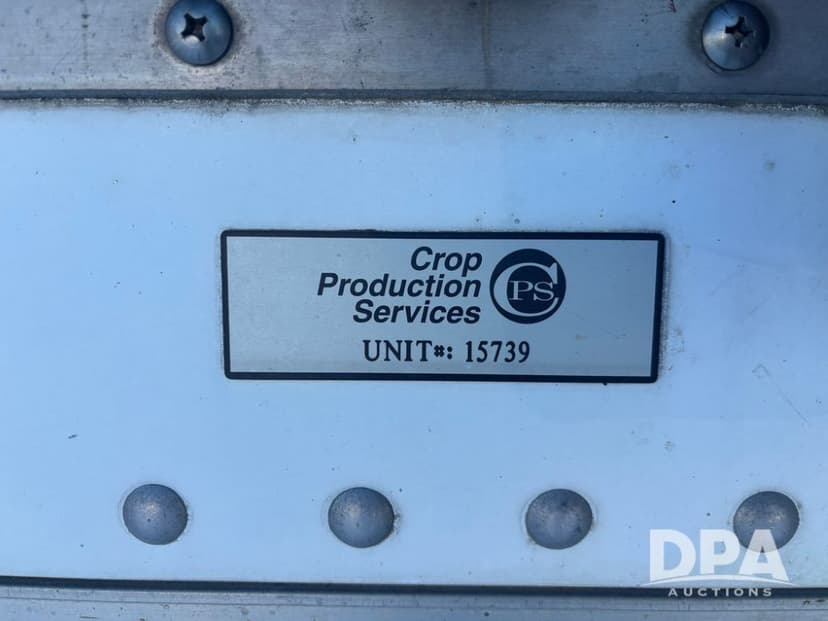 Crop
Production
Services
CPS
UNIT#: 15739
DPA
AUCTIONS